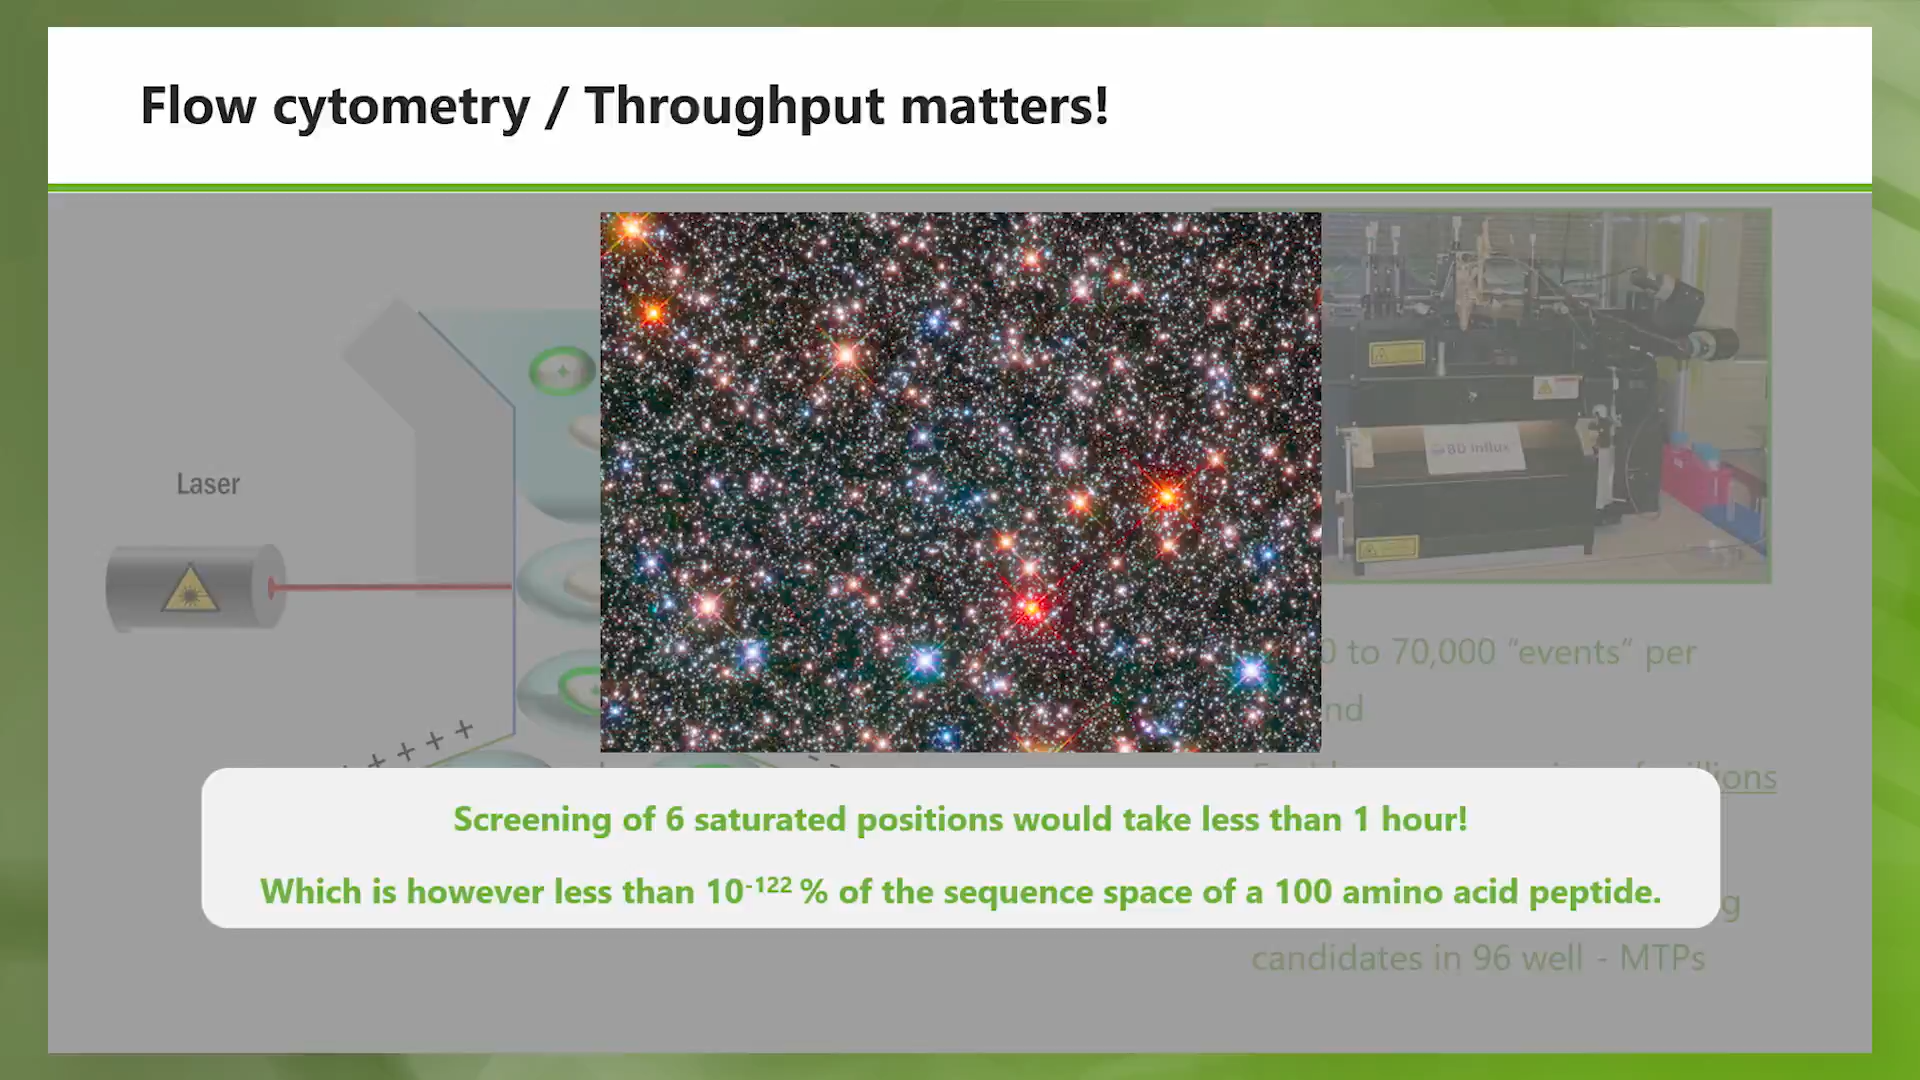 Flow cytometry / Throughput matters!
Laser
BD Influx
0 to 70,000 “events“ per
nd
llions
Screening of 6 saturated positions would take less than 1 hour!
Which is however less than 10⁻¹²² % of the sequence space of a 100 amino acid peptide.
g
candidates in 96 well - MTPs
+ + + +